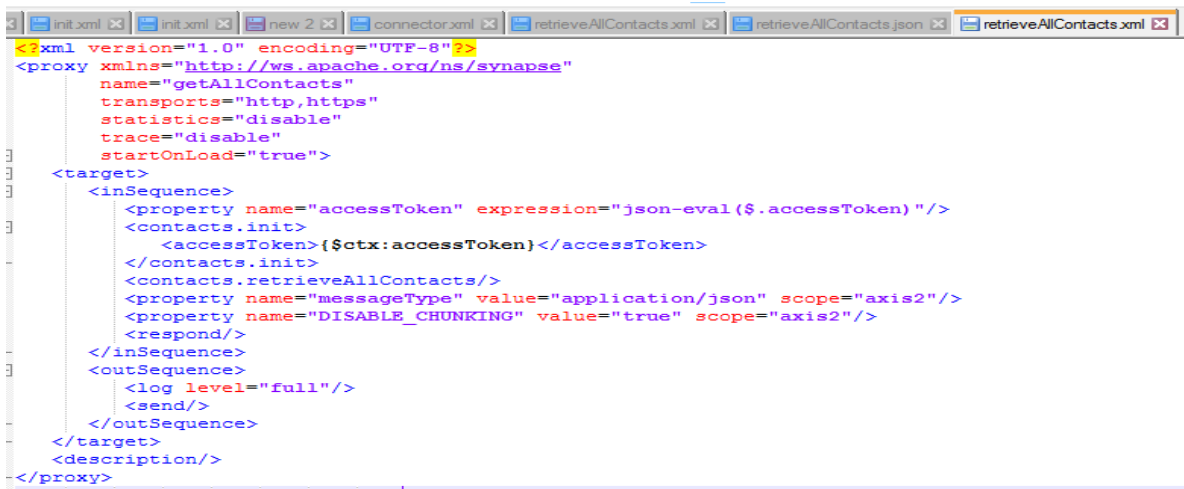 init.xml init.xml new 2 connector.xml retrieveAllContacts.xml retrieveAllContacts.json retrieveAllContacts.xml
<?xml version="1.0" encoding="UTF-8"?>
<proxy xmlns="http://ws.apache.org/ns/synapse"
name="getAllContacts"
transports="http,https"
statistics="disable"
trace="disable"
startOnLoad="true">
<target>
<inSequence>
<property name="accessToken" expression="json-eval($.accessToken)"/>
<contacts.init>
<accessToken>{$ctx:accessToken}</accessToken>
</contacts.init>
<contacts.retrieveAllContacts/>
<property name="messageType" value="application/json" scope="axis2"/>
<property name="DISABLE_CHUNKING" value="true" scope="axis2"/>
<respond/>
</inSequence>
<outSequence>
<log level="full"/>
<send/>
</outSequence>
</target>
<description/>
</proxy>